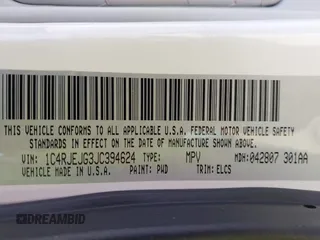 THIS VEHICLE CONFORMS TO ALL APPLICABLE U.S.A. FEDERAL MOTOR VEHICLE SAFETY
STANDARDS IN EFFECT ON THE DATE OF MANUFACTURE SHOWN ABOVE.
VIN: 1C4RJEJG3JC394624 TYPE: MPV MDH: 042807 301AA
VEHICLE MADE IN U.S.A. PAINT: PWD TRIM: ELC5
DREAMBID